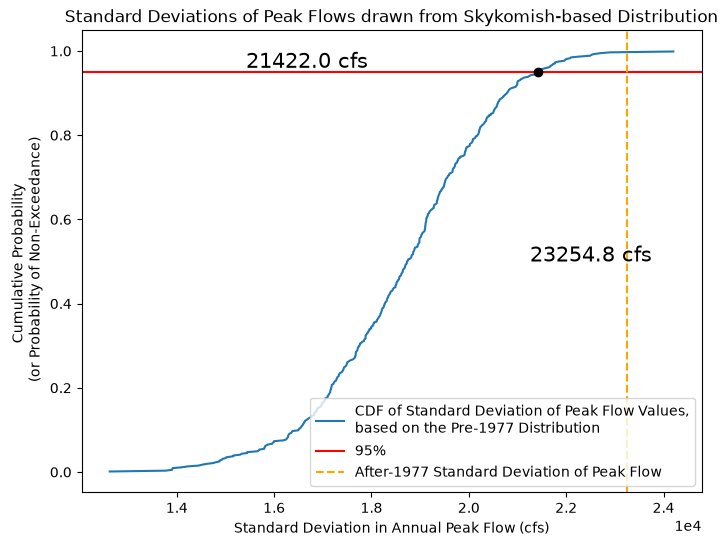 Standard Deviations of Peak Flows drawn from Skykomish-based Distribution
1.0
0.8
0.6
0.4
0.2
0.0
Cumulative Probability
(or Probability of Non-Exceedance)
21422.0 cfs
23254.8 cfs
CDF of Standard Deviation of Peak Flow Values,
based on the Pre-1977 Distribution
95%
After-1977 Standard Deviation of Peak Flow
1.4 1.6 1.8 2.0 2.2 2.4
1e4
Standard Deviation in Annual Peak Flow (cfs)